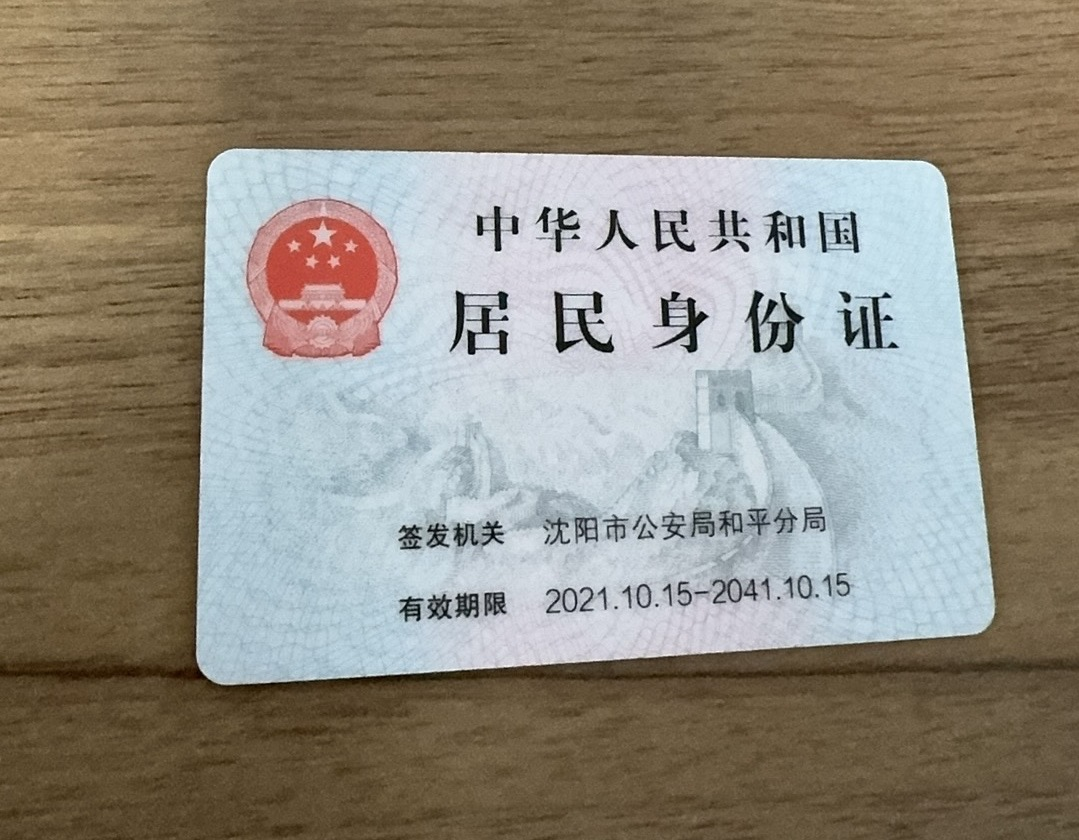 中华人民共和国
居民身份证
签发机关 沈阳市公安局和平分局
有效期限 2021.10.15-2041.10.15